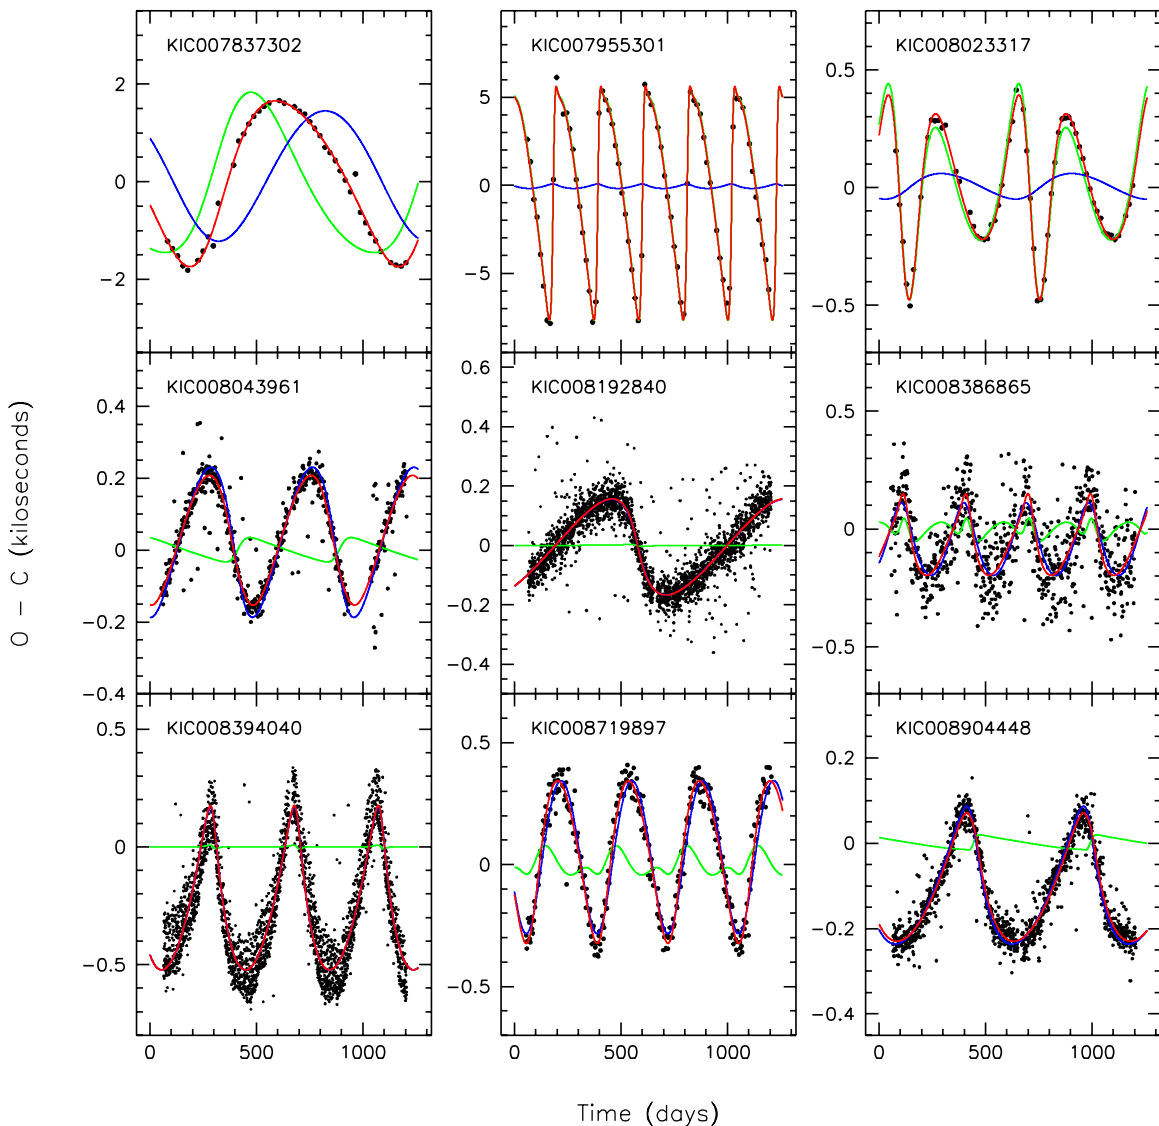 KIC007837302
KIC007955301
KIC008023317
2
0
−2
5
0
−5
0.5
0
−0.5
KIC008043961
KIC008192840
KIC008386865
0.4
0.2
0
−0.2
−0.4
0.6
0.4
0.2
0
−0.2
−0.4
0.5
0
−0.5
KIC008394040
KIC008719897
KIC008904448
0.5
0
−0.5
0.5
0
−0.5
0.2
0
−0.2
−0.4
0 500 1000
0 500 1000
0 500 1000
O − C (kiloseconds)
Time (days)